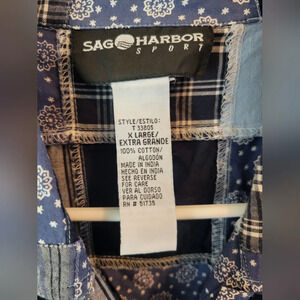 SAG HARBOR
SPORT
STYLE/ESTILO:
T 33805
X LARGE/
EXTRA GRANDE
100% COTTON/
ALGODÓN
MADE IN INDIA
HECHO EN INDIA
SEE REVERSE
FOR CARE
VER AL DORSO
PARA CUIDADO
RN # 51735